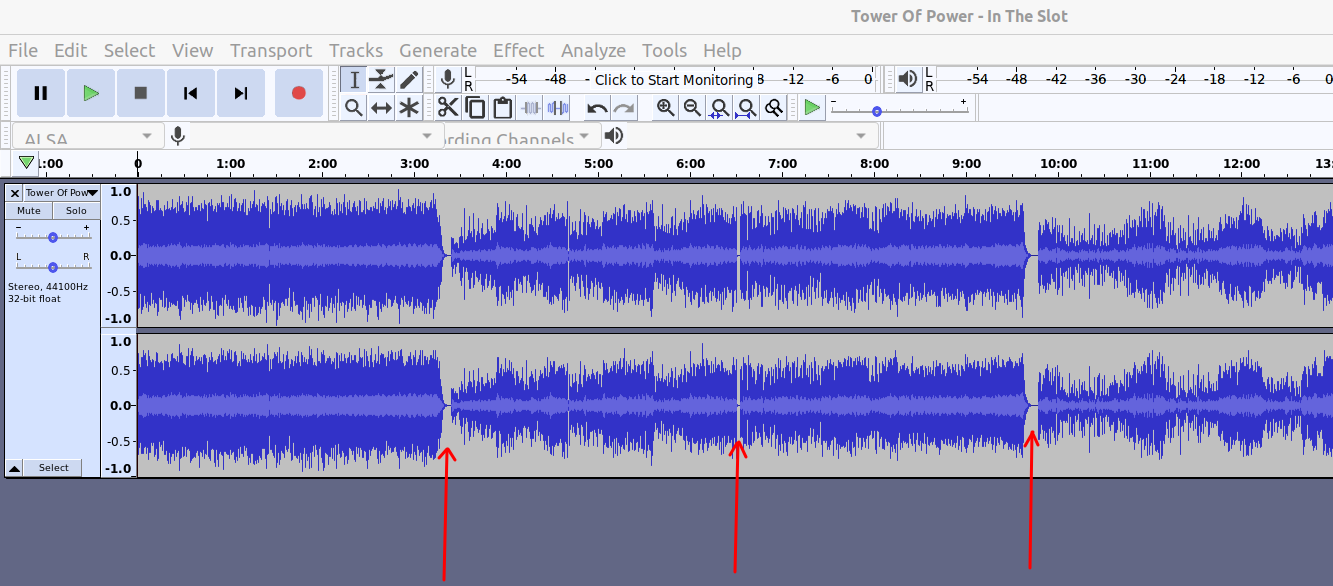 Tower Of Power - In The Slot
File Edit Select View Transport Tracks Generate Effect Analyze Tools Help
L -54 -48 - Click to Start Monitoring 8 -12 -6 0 L -54 -48 -42 -36 -30 -24 -18 -12 -6 0
R R
- +
ALSA rding Channels
1:00 0 1:00 2:00 3:00 4:00 5:00 6:00 7:00 8:00 9:00 10:00 11:00 12:00 13:
Tower Of Pow 1.0
Mute Solo
- + 0.5-
L R 0.0-
Stereo, 44100Hz -0.5-
32-bit float
-1.0
1.0
0.5-
0.0-
-0.5-
Select -1.0